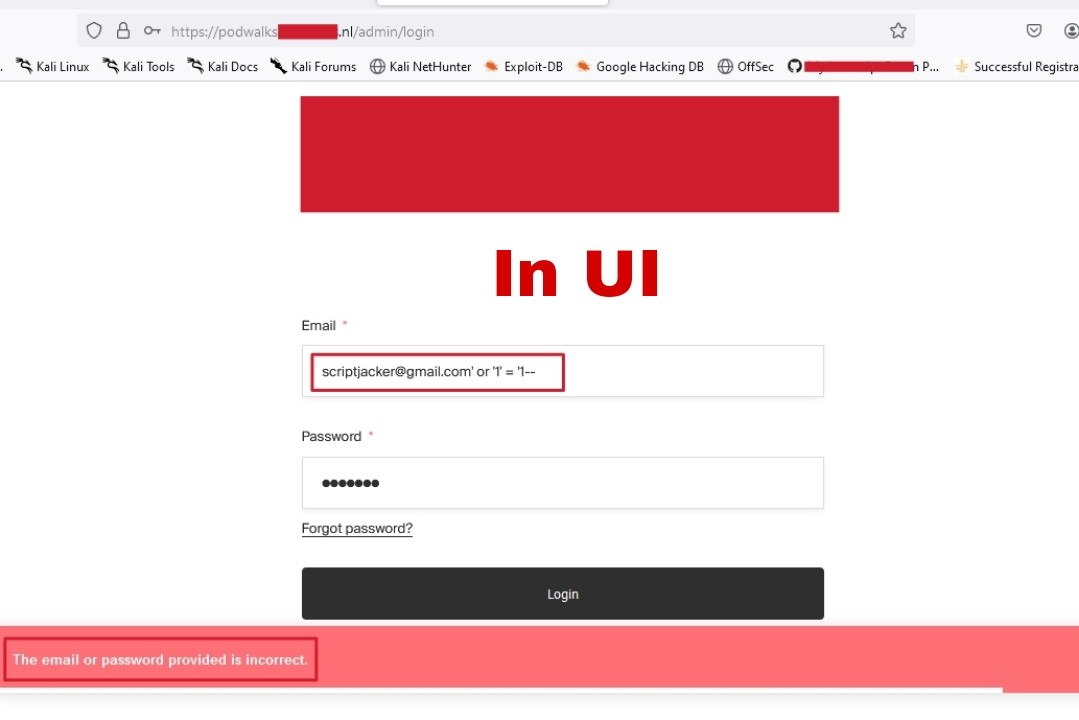 https://podwalks .nl/admin/login
. Kali Linux Kali Tools Kali Docs Kali Forums Kali NetHunter Exploit-DB Google Hacking DB OffSec P... Successful Registra
In UI
Email *
scriptjacker@gmail.com' or '1' = '1--
Password *
•••••••
Forgot password?
Login
The email or password provided is incorrect.